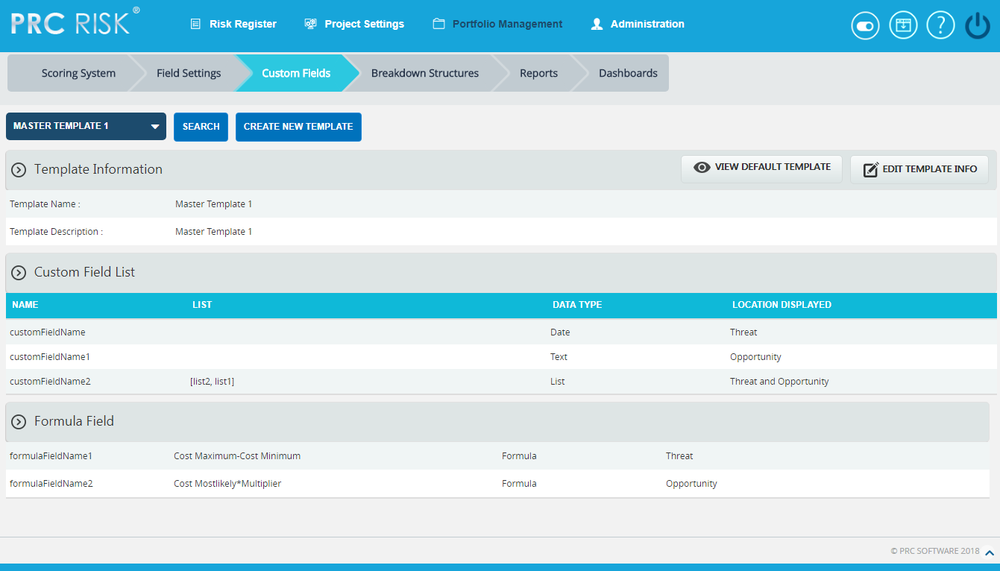 PRC RISK®
Risk Register Project Settings Portfolio Management Administration
?
Scoring System Field Settings Custom Fields Breakdown Structures Reports Dashboards
MASTER TEMPLATE 1 SEARCH CREATE NEW TEMPLATE
Template Information VIEW DEFAULT TEMPLATE EDIT TEMPLATE INFO
Template Name : Master Template 1
Template Description : Master Template 1
Custom Field List
NAME LIST DATA TYPE LOCATION DISPLAYED
customFieldName Date Threat
customFieldName1 Text Opportunity
customFieldName2 [list2, list1] List Threat and Opportunity
Formula Field
formulaFieldName1 Cost Maximum-Cost Minimum Formula Threat
formulaFieldName2 Cost Mostlikely*Multiplier Formula Opportunity
© PRC SOFTWARE 2018